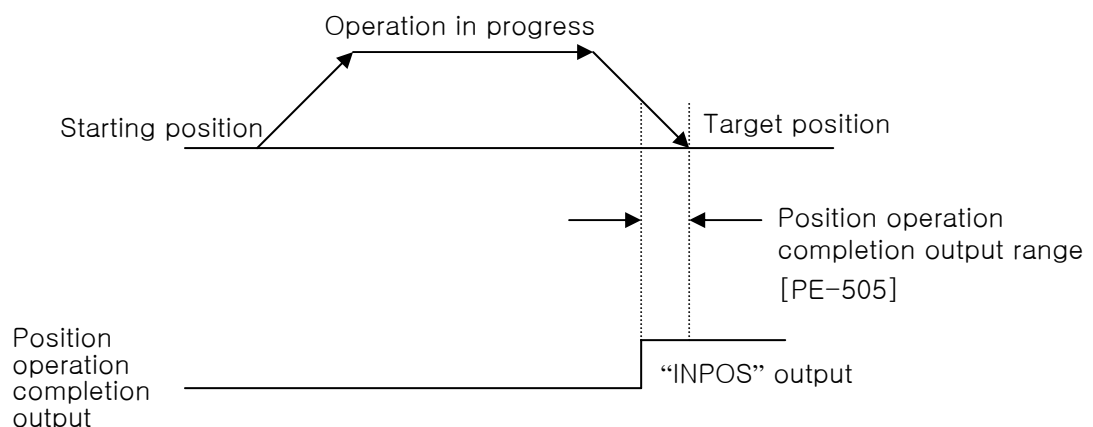 Operation in progress
Starting position
Target position
Position operation
completion output range
[PE-505]
Position
operation
completion
output
“INPOS” output